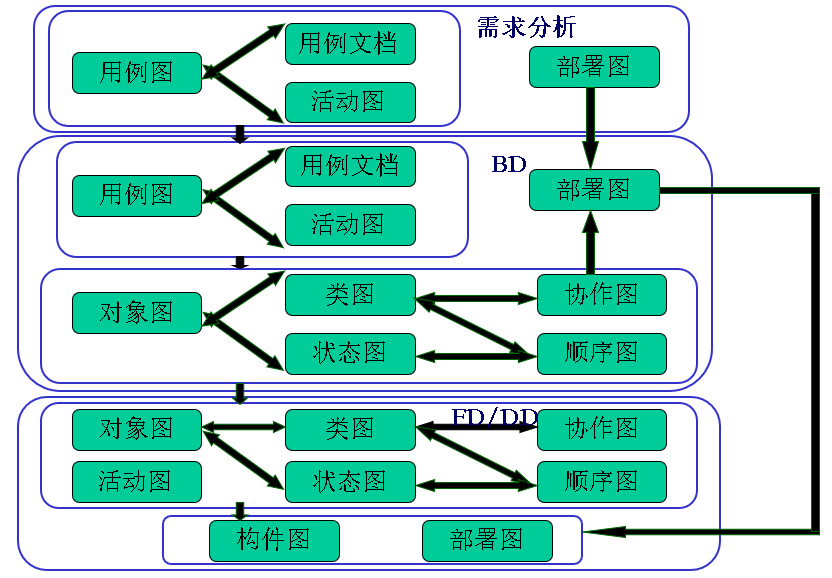 需求分析
用例图
用例文档
活动图
部署图
BD
用例图
用例文档
活动图
部署图
对象图
类图
协作图
状态图
顺序图
FD/DD
对象图
类图
协作图
活动图
状态图
顺序图
构件图
部署图